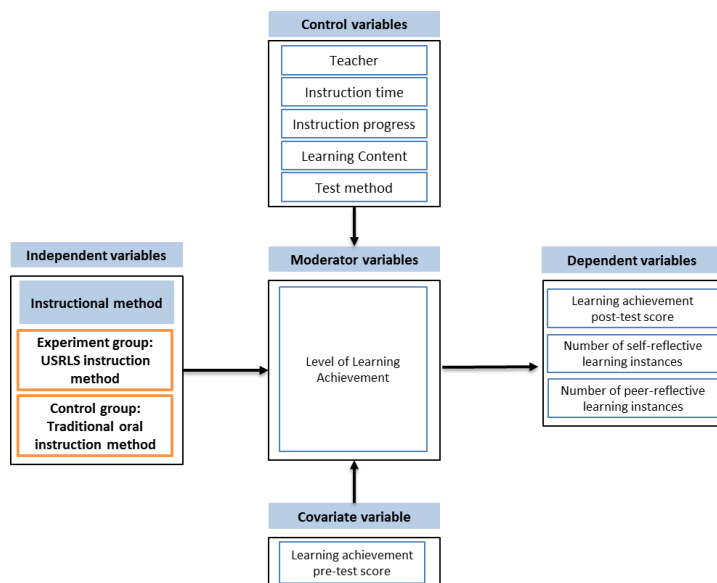 Control variables
Teacher
Instruction time
Instruction progress
Learning Content
Test method
Independent variables
Instructional method
Experiment group:
USRLS instruction
method
Control group:
Traditional oral
instruction method
Moderator variables
Level of Learning
Achievement
Dependent variables
Learning achievement
post-test score
Number of self-reflective
learning instances
Number of peer-reflective
learning instances
Covariate variable
Learning achievement
pre-test score